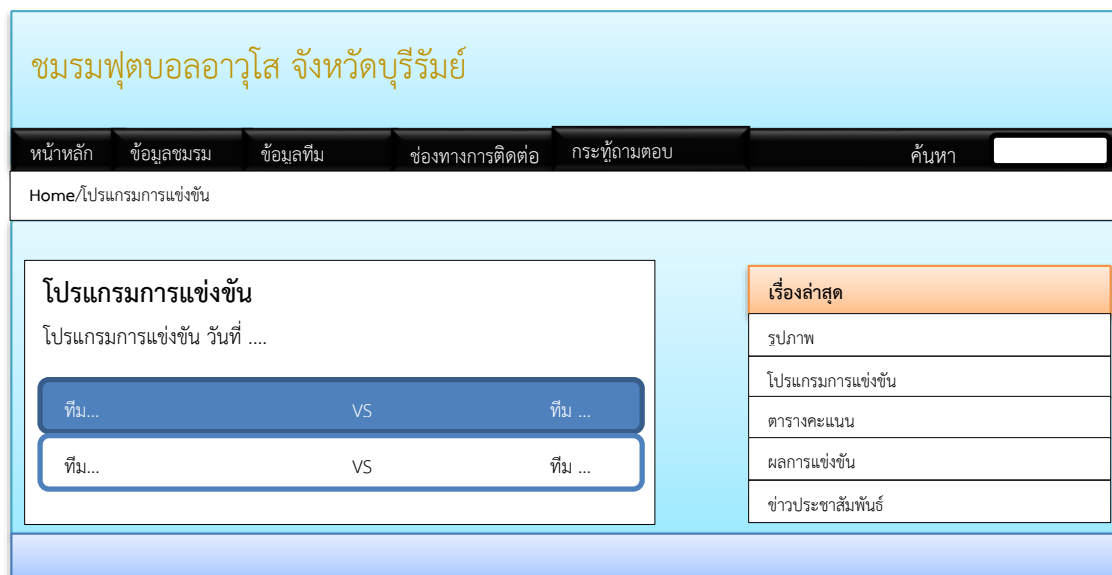 ชมรมฟุตบอลอาวุโส จังหวัดบุรีรัมย์
หน้าหลัก ข้อมูลชมรม ข้อมูลทีม ช่องทางการติดต่อ กระทู้ถามตอบ ค้นหา
Home/โปรแกรมการแข่งขัน
โปรแกรมการแข่งขัน
โปรแกรมการแข่งขัน วันที่ ....
ทีม... VS ทีม ...
ทีม... VS ทีม ...
เรื่องล่าสุด
รูปภาพ
โปรแกรมการแข่งขัน
ตารางคะแนน
ผลการแข่งขัน
ข่าวประชาสัมพันธ์